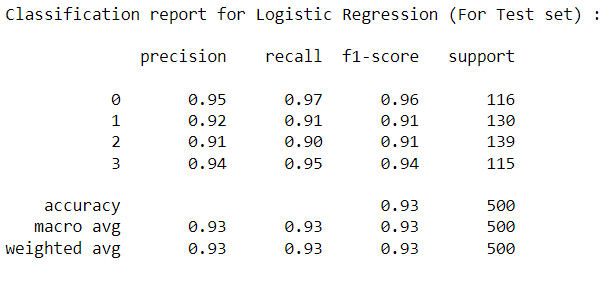 Classification report for Logistic Regression (For Test set) :
precision recall f1-score support
0 0.95 0.97 0.96 116
1 0.92 0.91 0.91 130
2 0.91 0.90 0.91 139
3 0.94 0.95 0.94 115
accuracy 0.93 500
macro avg 0.93 0.93 0.93 500
weighted avg 0.93 0.93 0.93 500